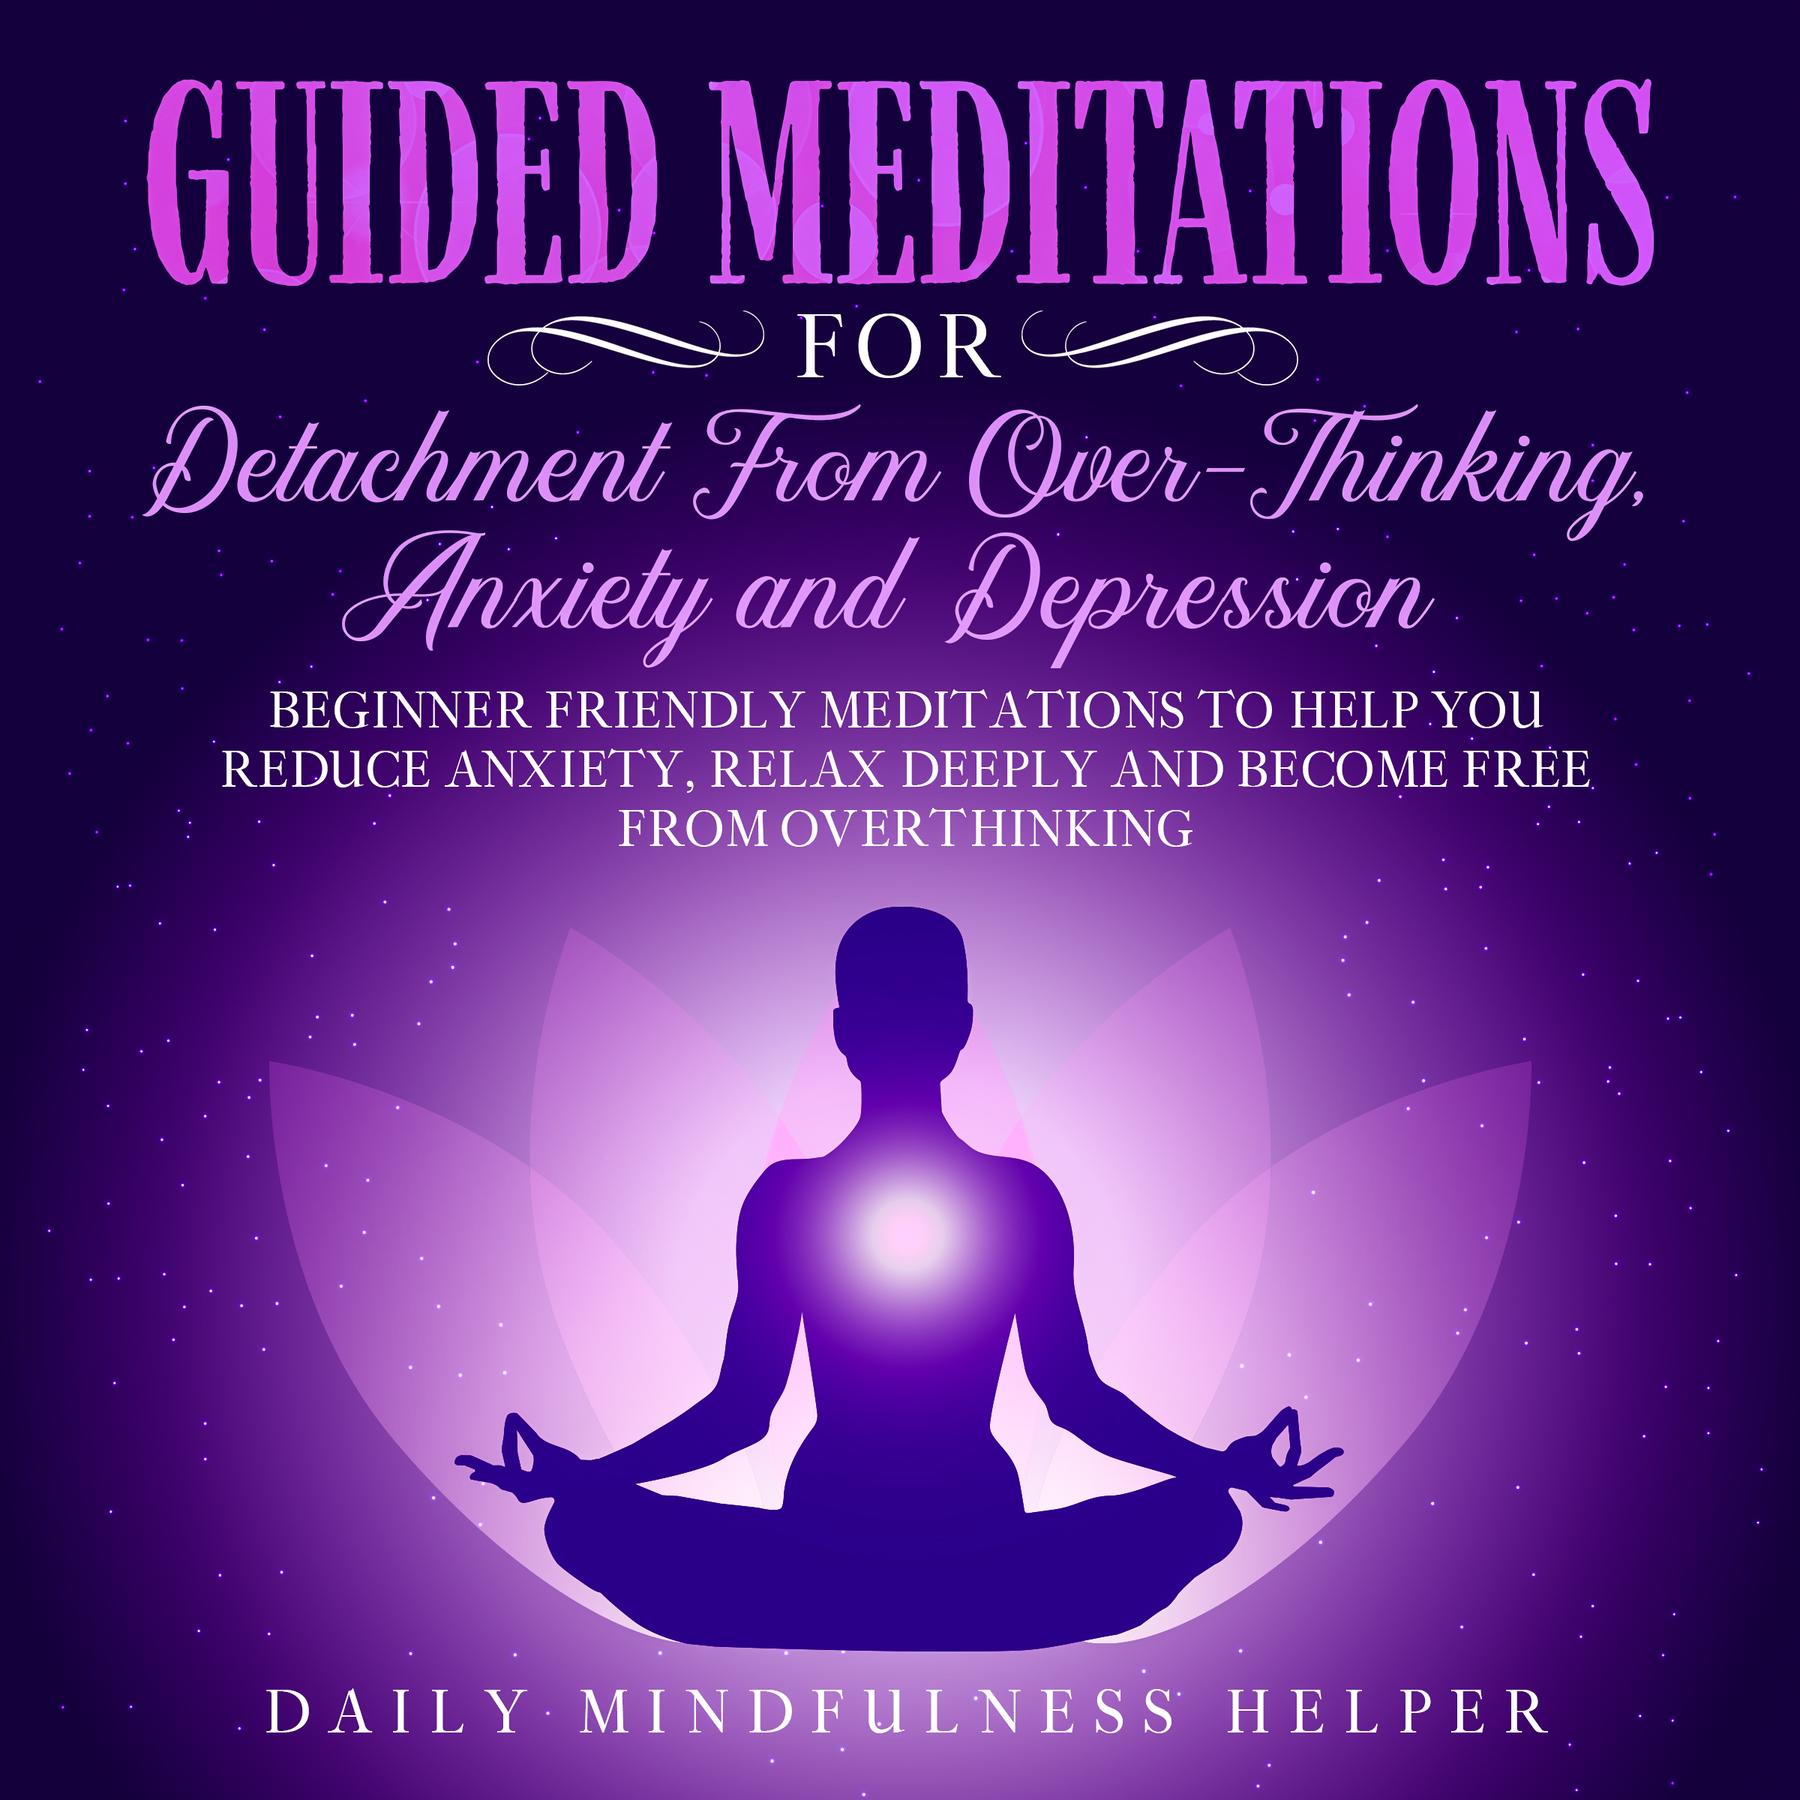 GUIDED MEDITATIONS
FOR
Detachment From Over-Thinking,
Anxiety and Depression
BEGINNER FRIENDLY MEDITATIONS TO HELP YOU
REDUCE ANXIETY, RELAX DEEPLY AND BECOME FREE
FROM OVERTHINKING
DAILY MINDFULNESS HELPER